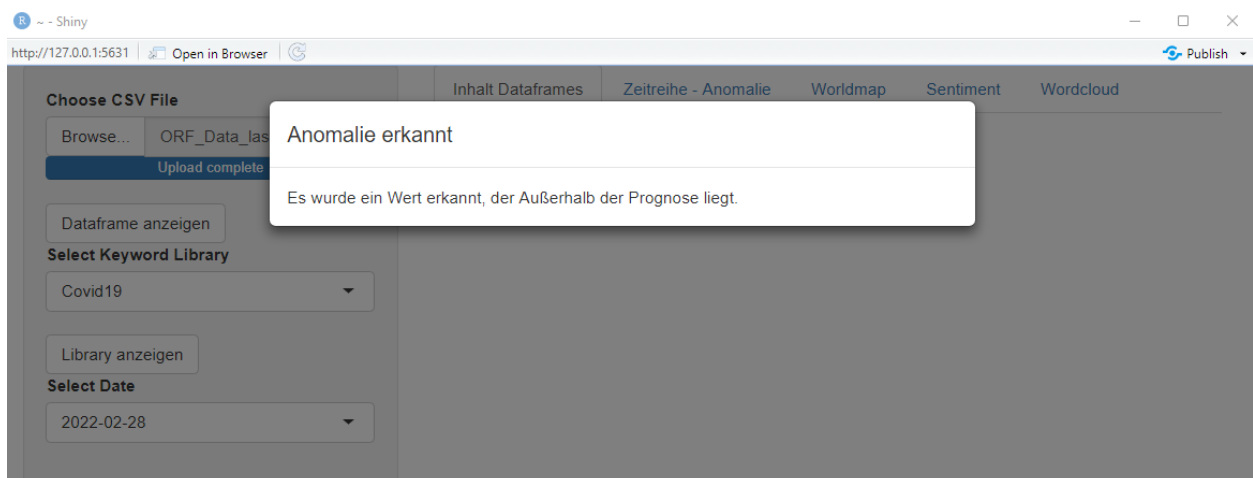 R ~ - Shiny
http://127.0.0.1:5631 Open in Browser Publish
Choose CSV File
Browse... ORF_Data_las
Upload complete
Dataframe anzeigen
Select Keyword Library
Covid19
Library anzeigen
Select Date
2022-02-28
Inhalt Dataframes Zeitreihe - Anomalie Worldmap Sentiment Wordcloud
Anomalie erkannt
Es wurde ein Wert erkannt, der Außerhalb der Prognose liegt.